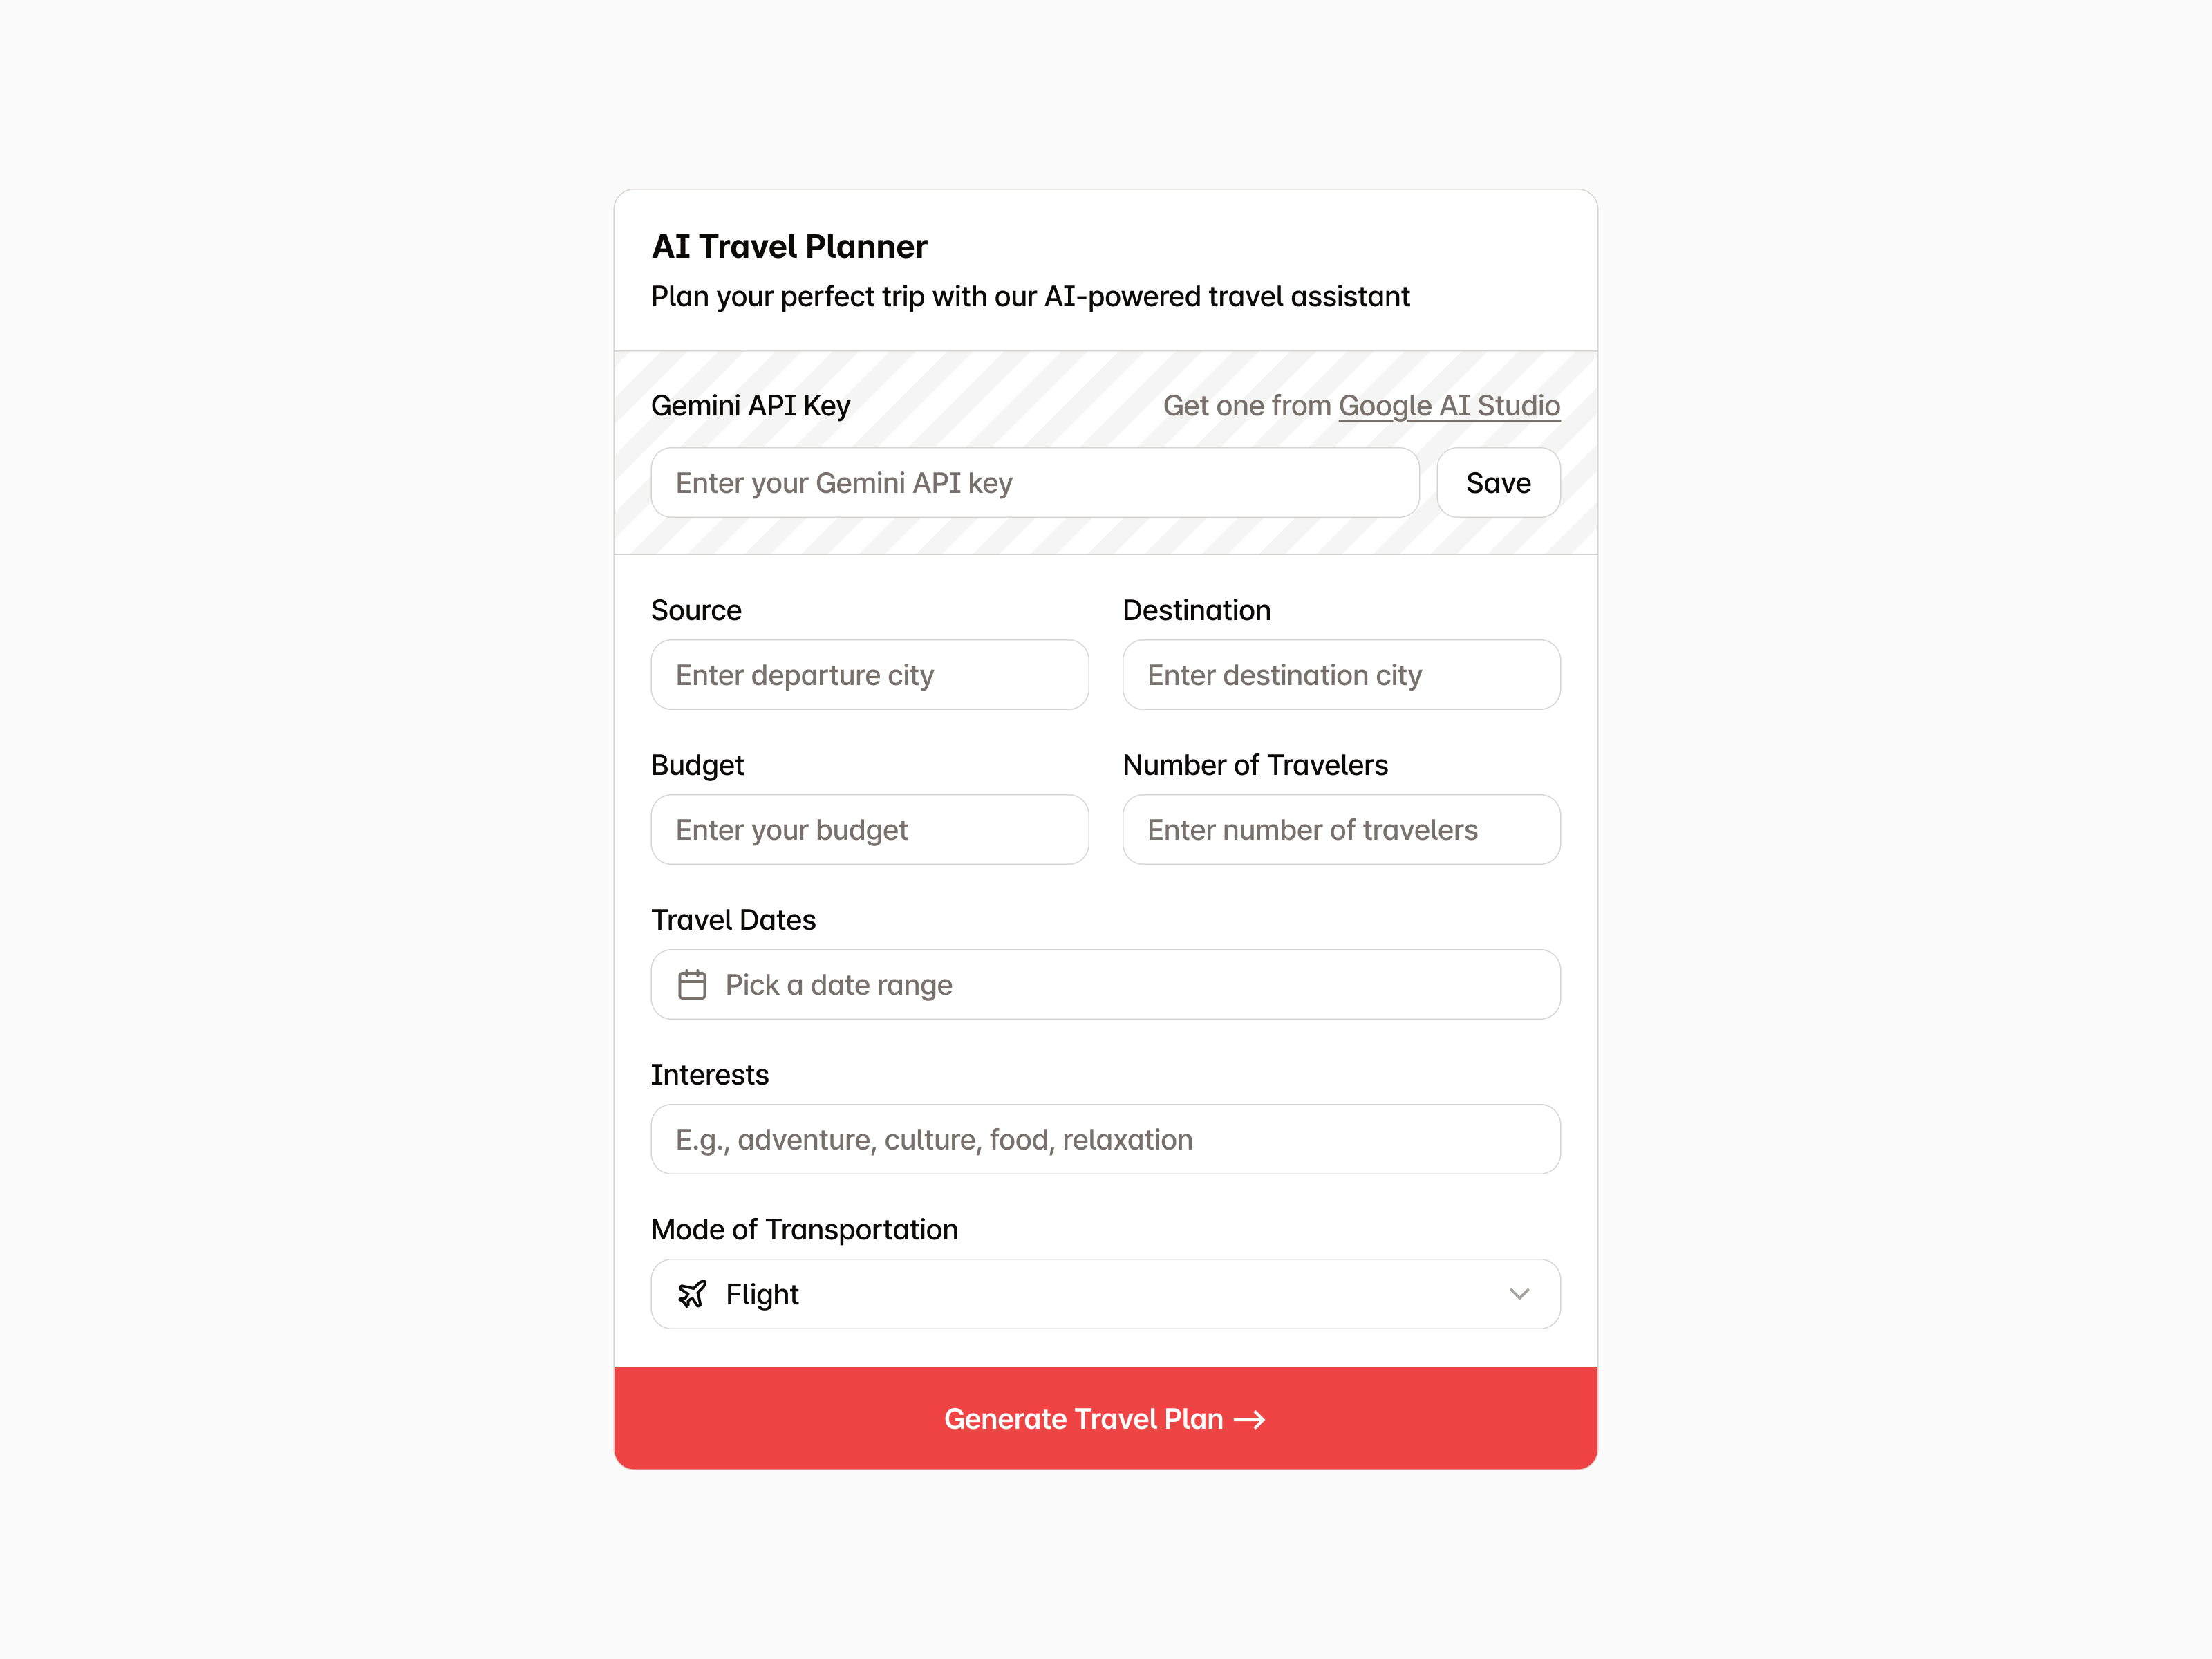 AI Travel Planner
Plan your perfect trip with our AI-powered travel assistant
Gemini API Key
Get one from Google AI Studio
Enter your Gemini API key
Save
Source
Destination
Enter departure city
Enter destination city
Budget
Number of Travelers
Enter your budget
Enter number of travelers
Travel Dates
Pick a date range
Interests
E.g., adventure, culture, food, relaxation
Mode of Transportation
Flight
Generate Travel Plan →